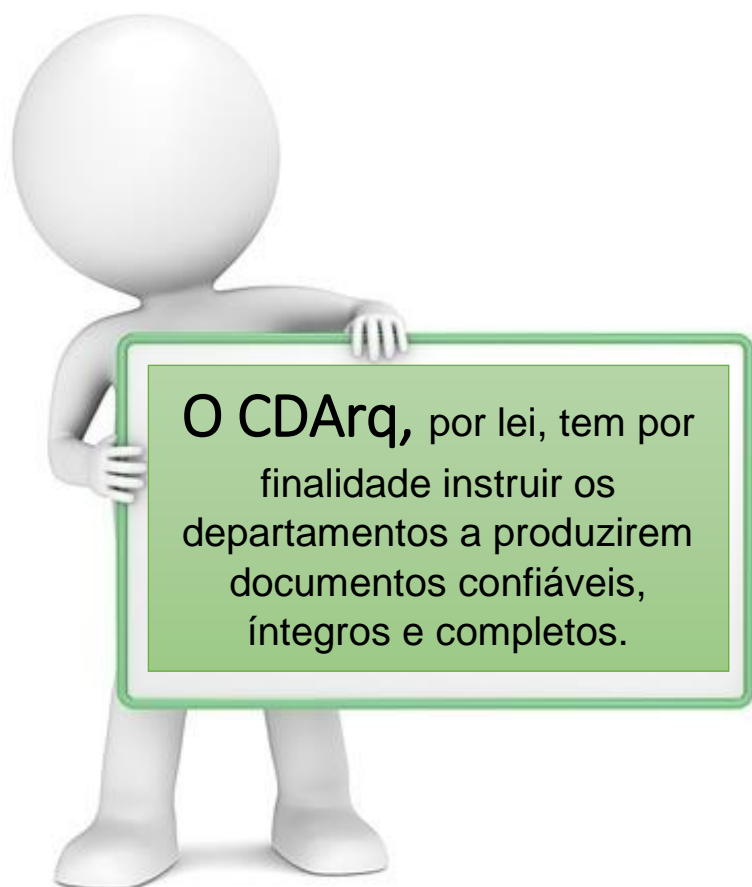 O CDArq, por lei, tem por
finalidade instruir os
departamentos a produzirem
documentos confiáveis,
íntegros e completos.